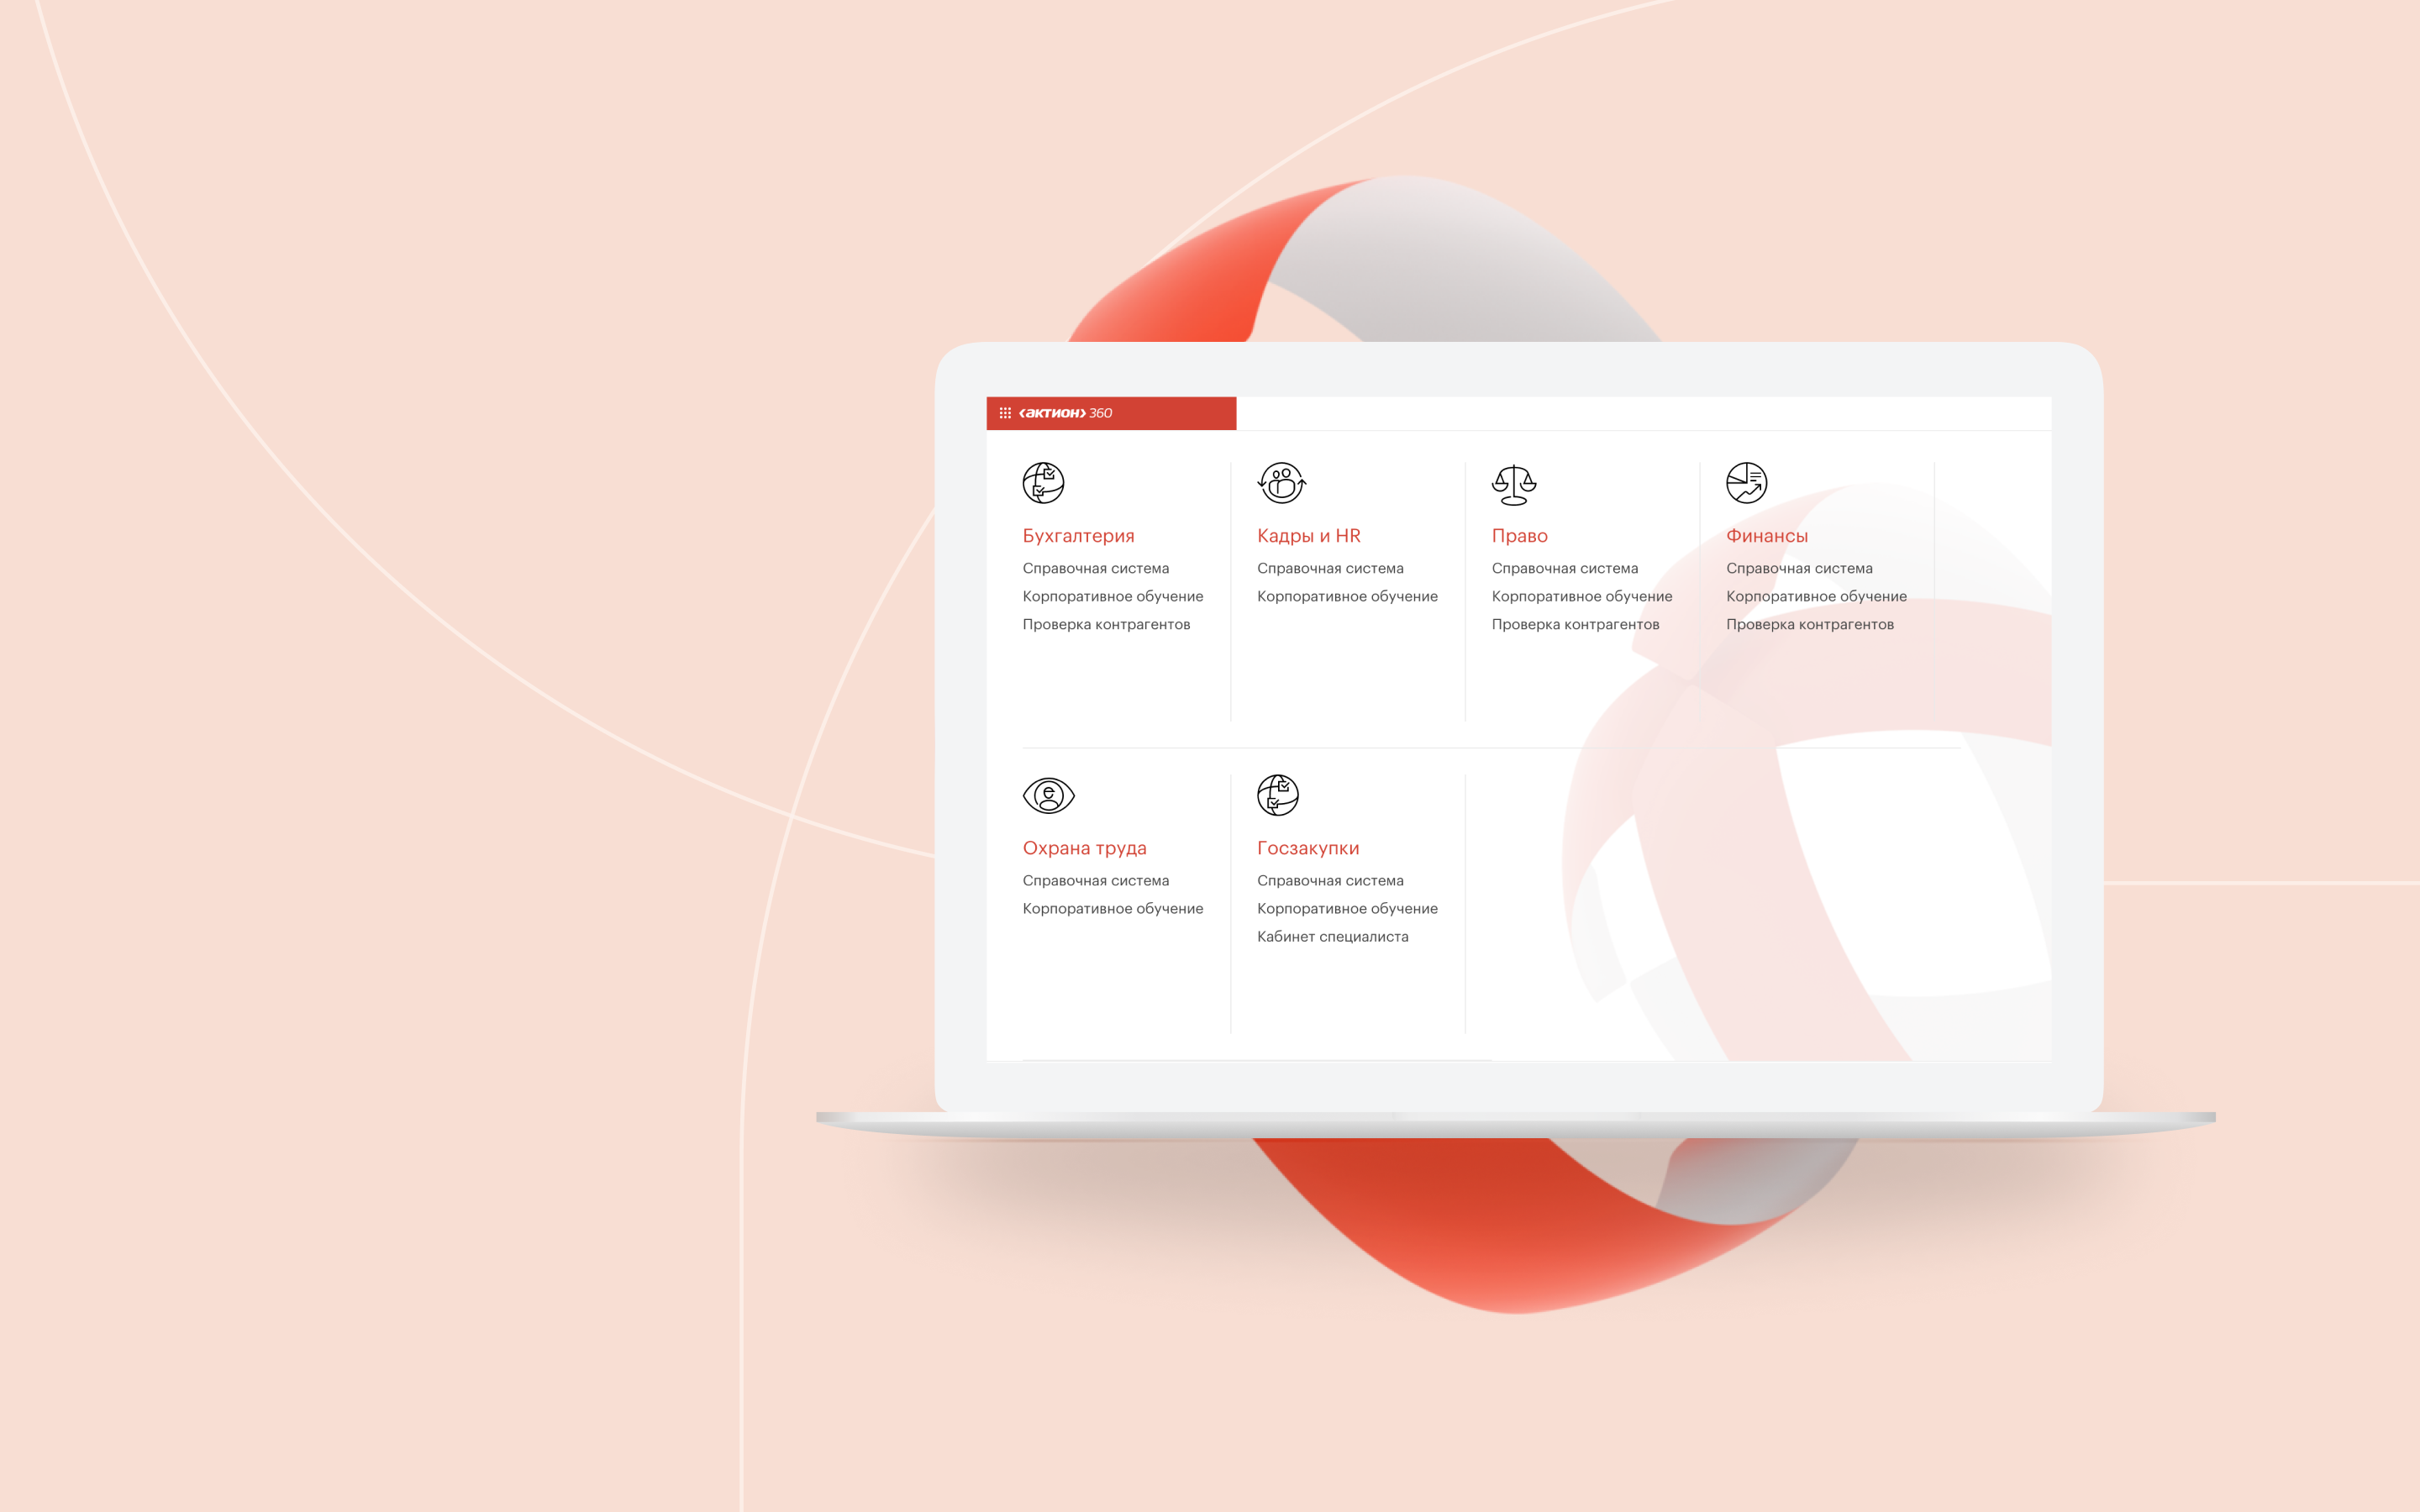 ‹актион› 360
Бухгалтерия
Справочная система
Корпоративное обучение
Проверка контрагентов
Кадры и HR
Справочная система
Корпоративное обучение
Право
Справочная система
Корпоративное обучение
Проверка контрагентов
Финансы
Справочная система
Корпоративное обучение
Проверка контрагентов
Охрана труда
Справочная система
Корпоративное обучение
Госзакупки
Справочная система
Корпоративное обучение
Кабинет специалиста